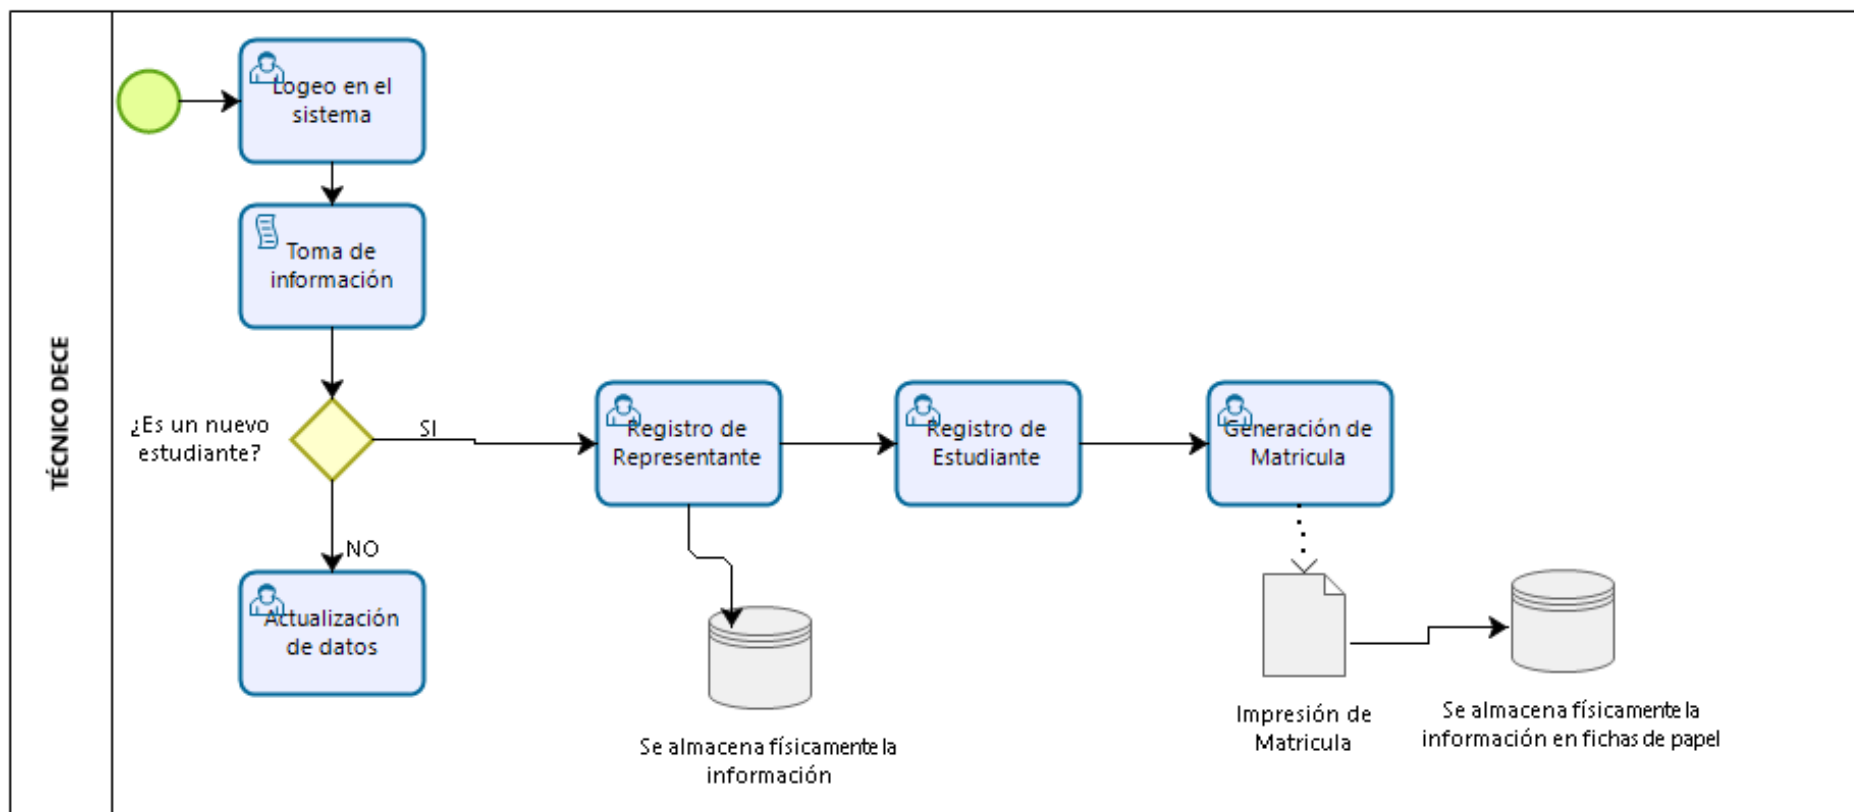 TÉCNICO DECE
Logeo en el
sistema
Toma de
información
¿Es un nuevo
estudiante?
SI
NO
Registro de
Representante
Registro de
Estudiante
Generación de
Matricula
Actualización
de datos
Se almacena físicamente la
información
Impresión de
Matricula
Se almacena físicamente la
información en fichas de papel